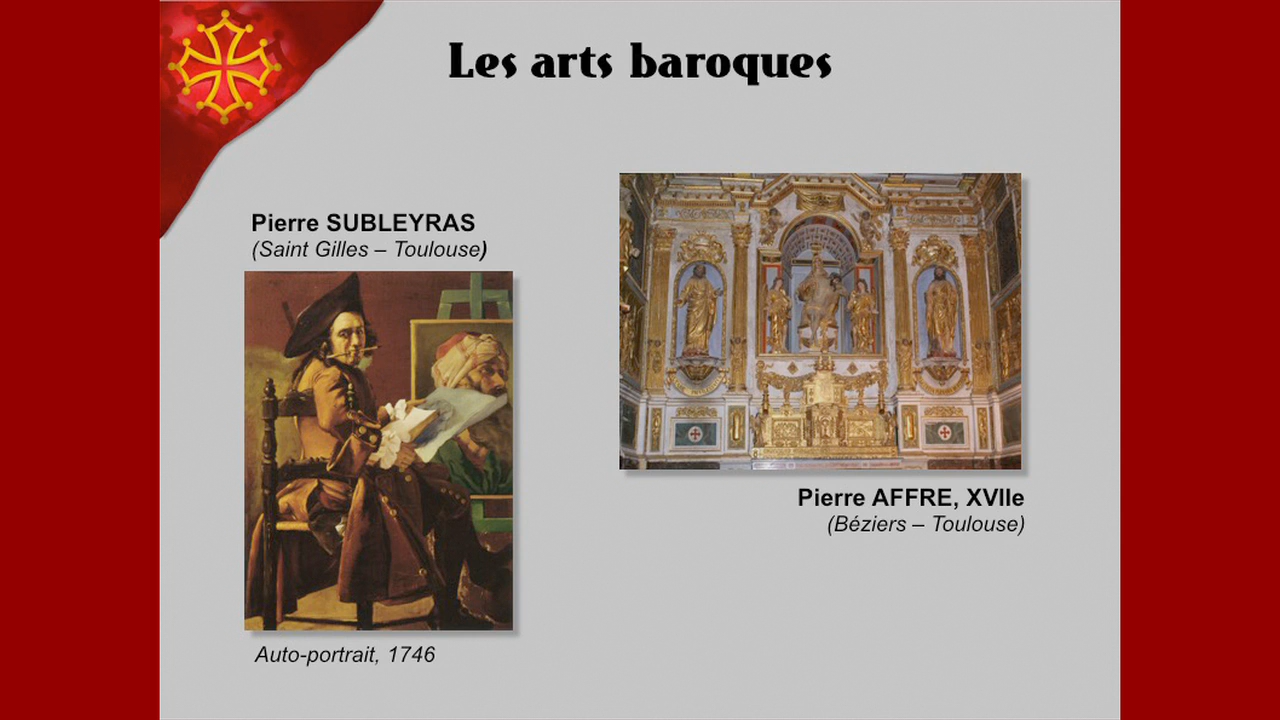 Les arts baroques
Pierre SUBLEYRAS
(Saint Gilles – Toulouse)
Auto-portrait, 1746
Pierre AFFRE, XVIIe
(Béziers – Toulouse)